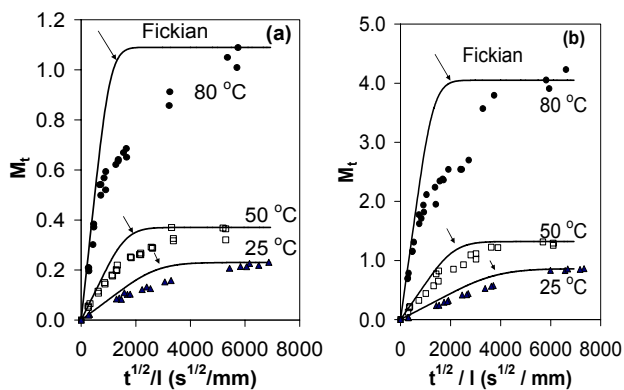 Fickian
(a)
80 °C
50 °C
25 °C
1.2
1.0
0.8
0.6
0.4
0.2
0.0
M_t
0 2000 4000 6000 8000
t^1/2/l (s^1/2/mm)
Fickian
(b)
80 °C
50 °C
25 °C
5.0
4.0
3.0
2.0
1.0
0.0
M_t
0 2000 4000 6000 8000
t^1/2 / l (s^1/2 / mm)